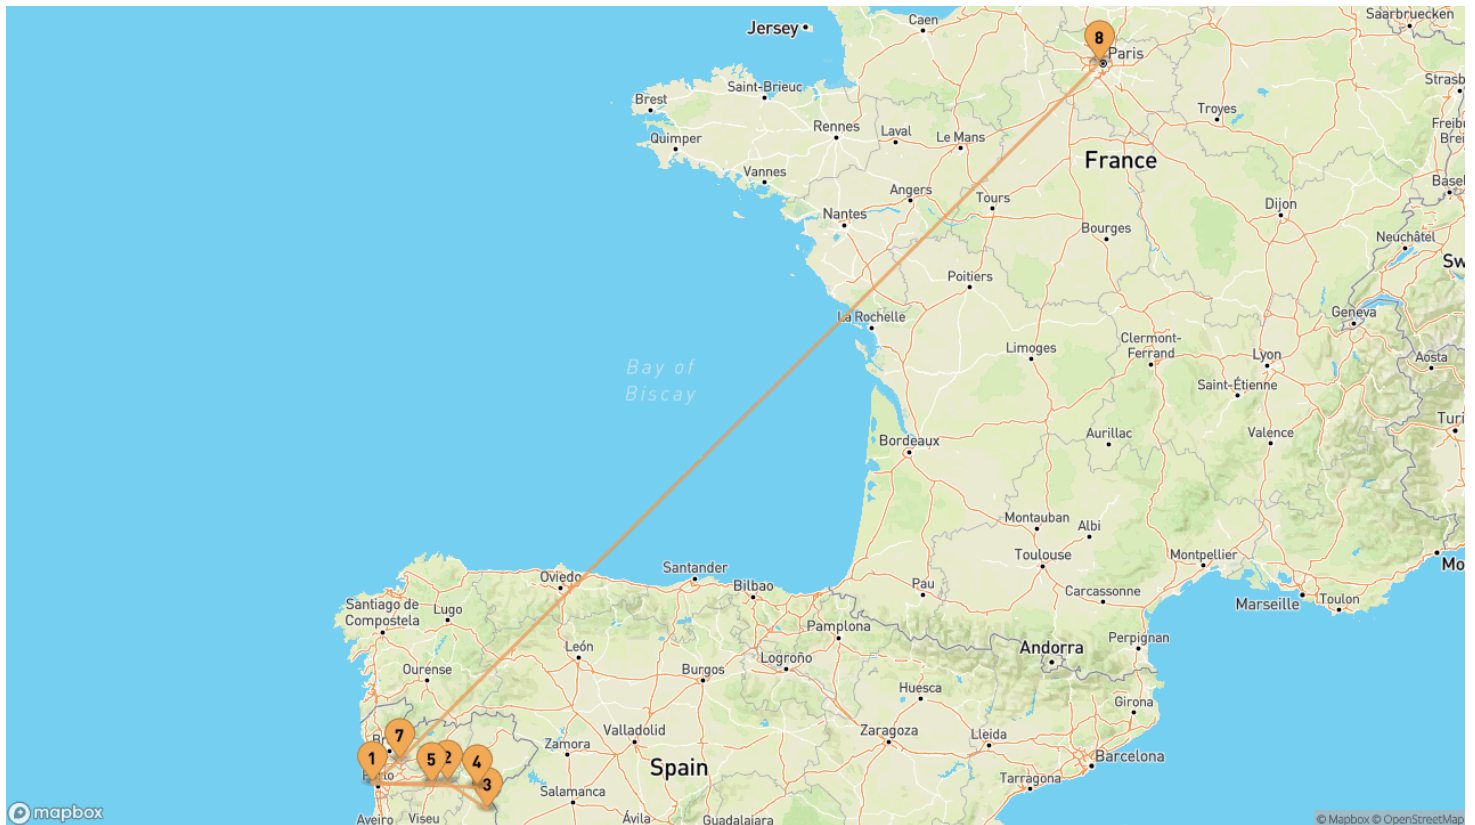 Jersey
Caen
Saarbruecken
8
Paris
Brest
Saint-Brieuc
Strasb
Troyes
Quimper
Rennes
Laval
Le Mans
Freibu
Brei
France
Vannes
Angers
Tours
Basel
Nantes
Dijon
Bourges
Neuchâtel
Poitiers
Sw
La Rochelle
Geneva
Clermont-
Ferrand
Limoges
Lyon
Aosta
Bay of
Biscay
Saint-Étienne
Turi
Bordeaux
Aurillac
Valence
Montauban
Albi
Toulouse
Montpellier
Mo
Oviedo
Santander
Bilbao
Pau
Carcassonne
Marseille
Toulon
Santiago de
Compostela
Lugo
Pamplona
Perpignan
León
Logroño
Andorra
Ourense
Burgos
Huesca
Girona
7
Br
Valladolid
Zaragoza
Lleida
1
5
2
4
Zamora
Spain
Barcelona
3
Tarragona
Salamanca
Aveiro
Viseu
Ávila
Guadalajara
mapbox
© Mapbox © OpenStreetMap